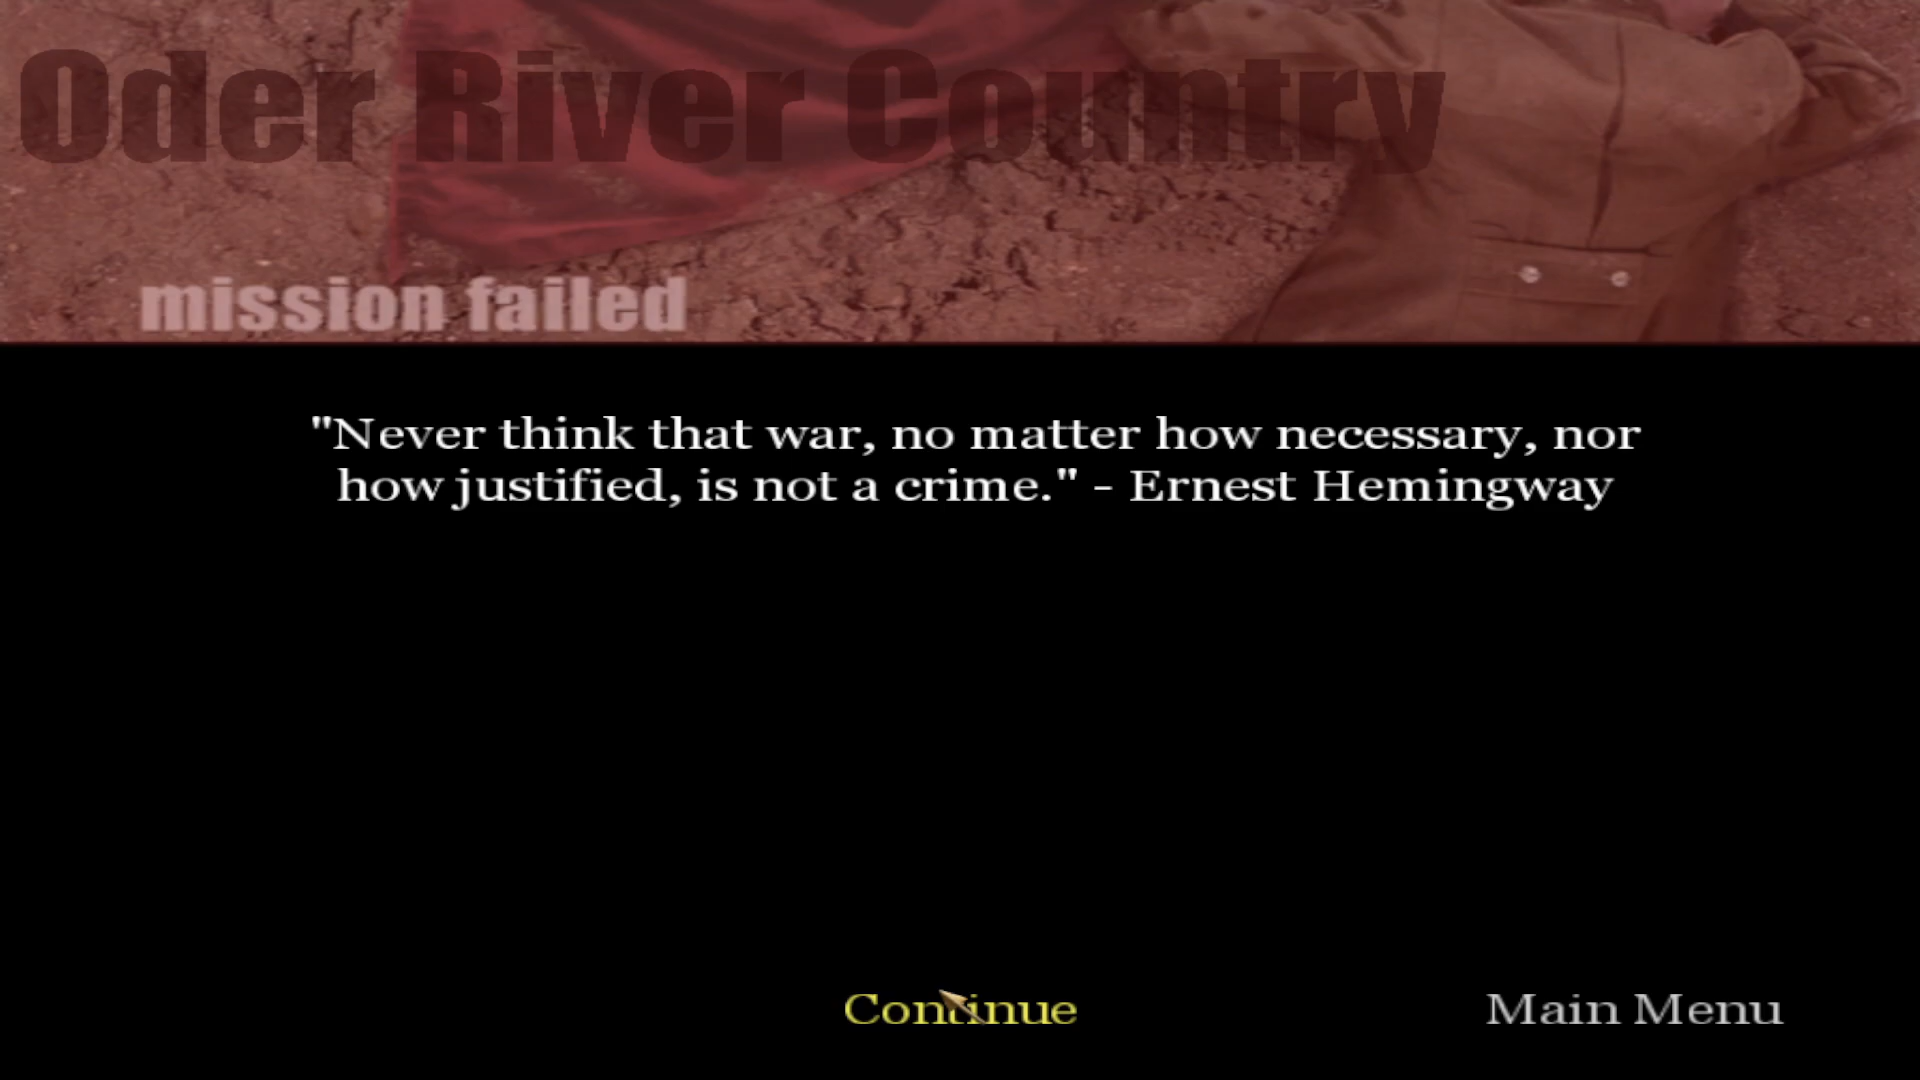 Oder River Country
mission failed
"Never think that war, no matter how necessary, nor
how justified, is not a crime." - Ernest Hemingway
Continue
Main Menu